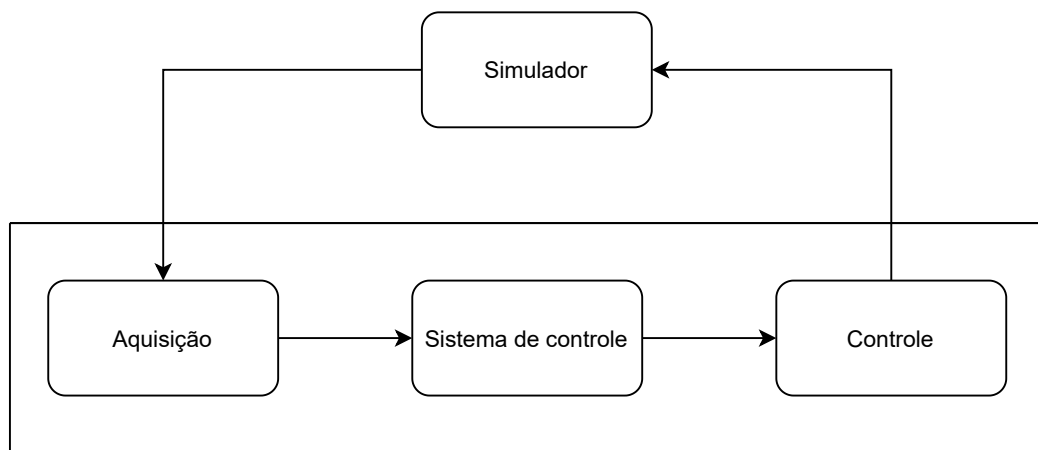 Simulador
Aquisição
Sistema de controle
Controle